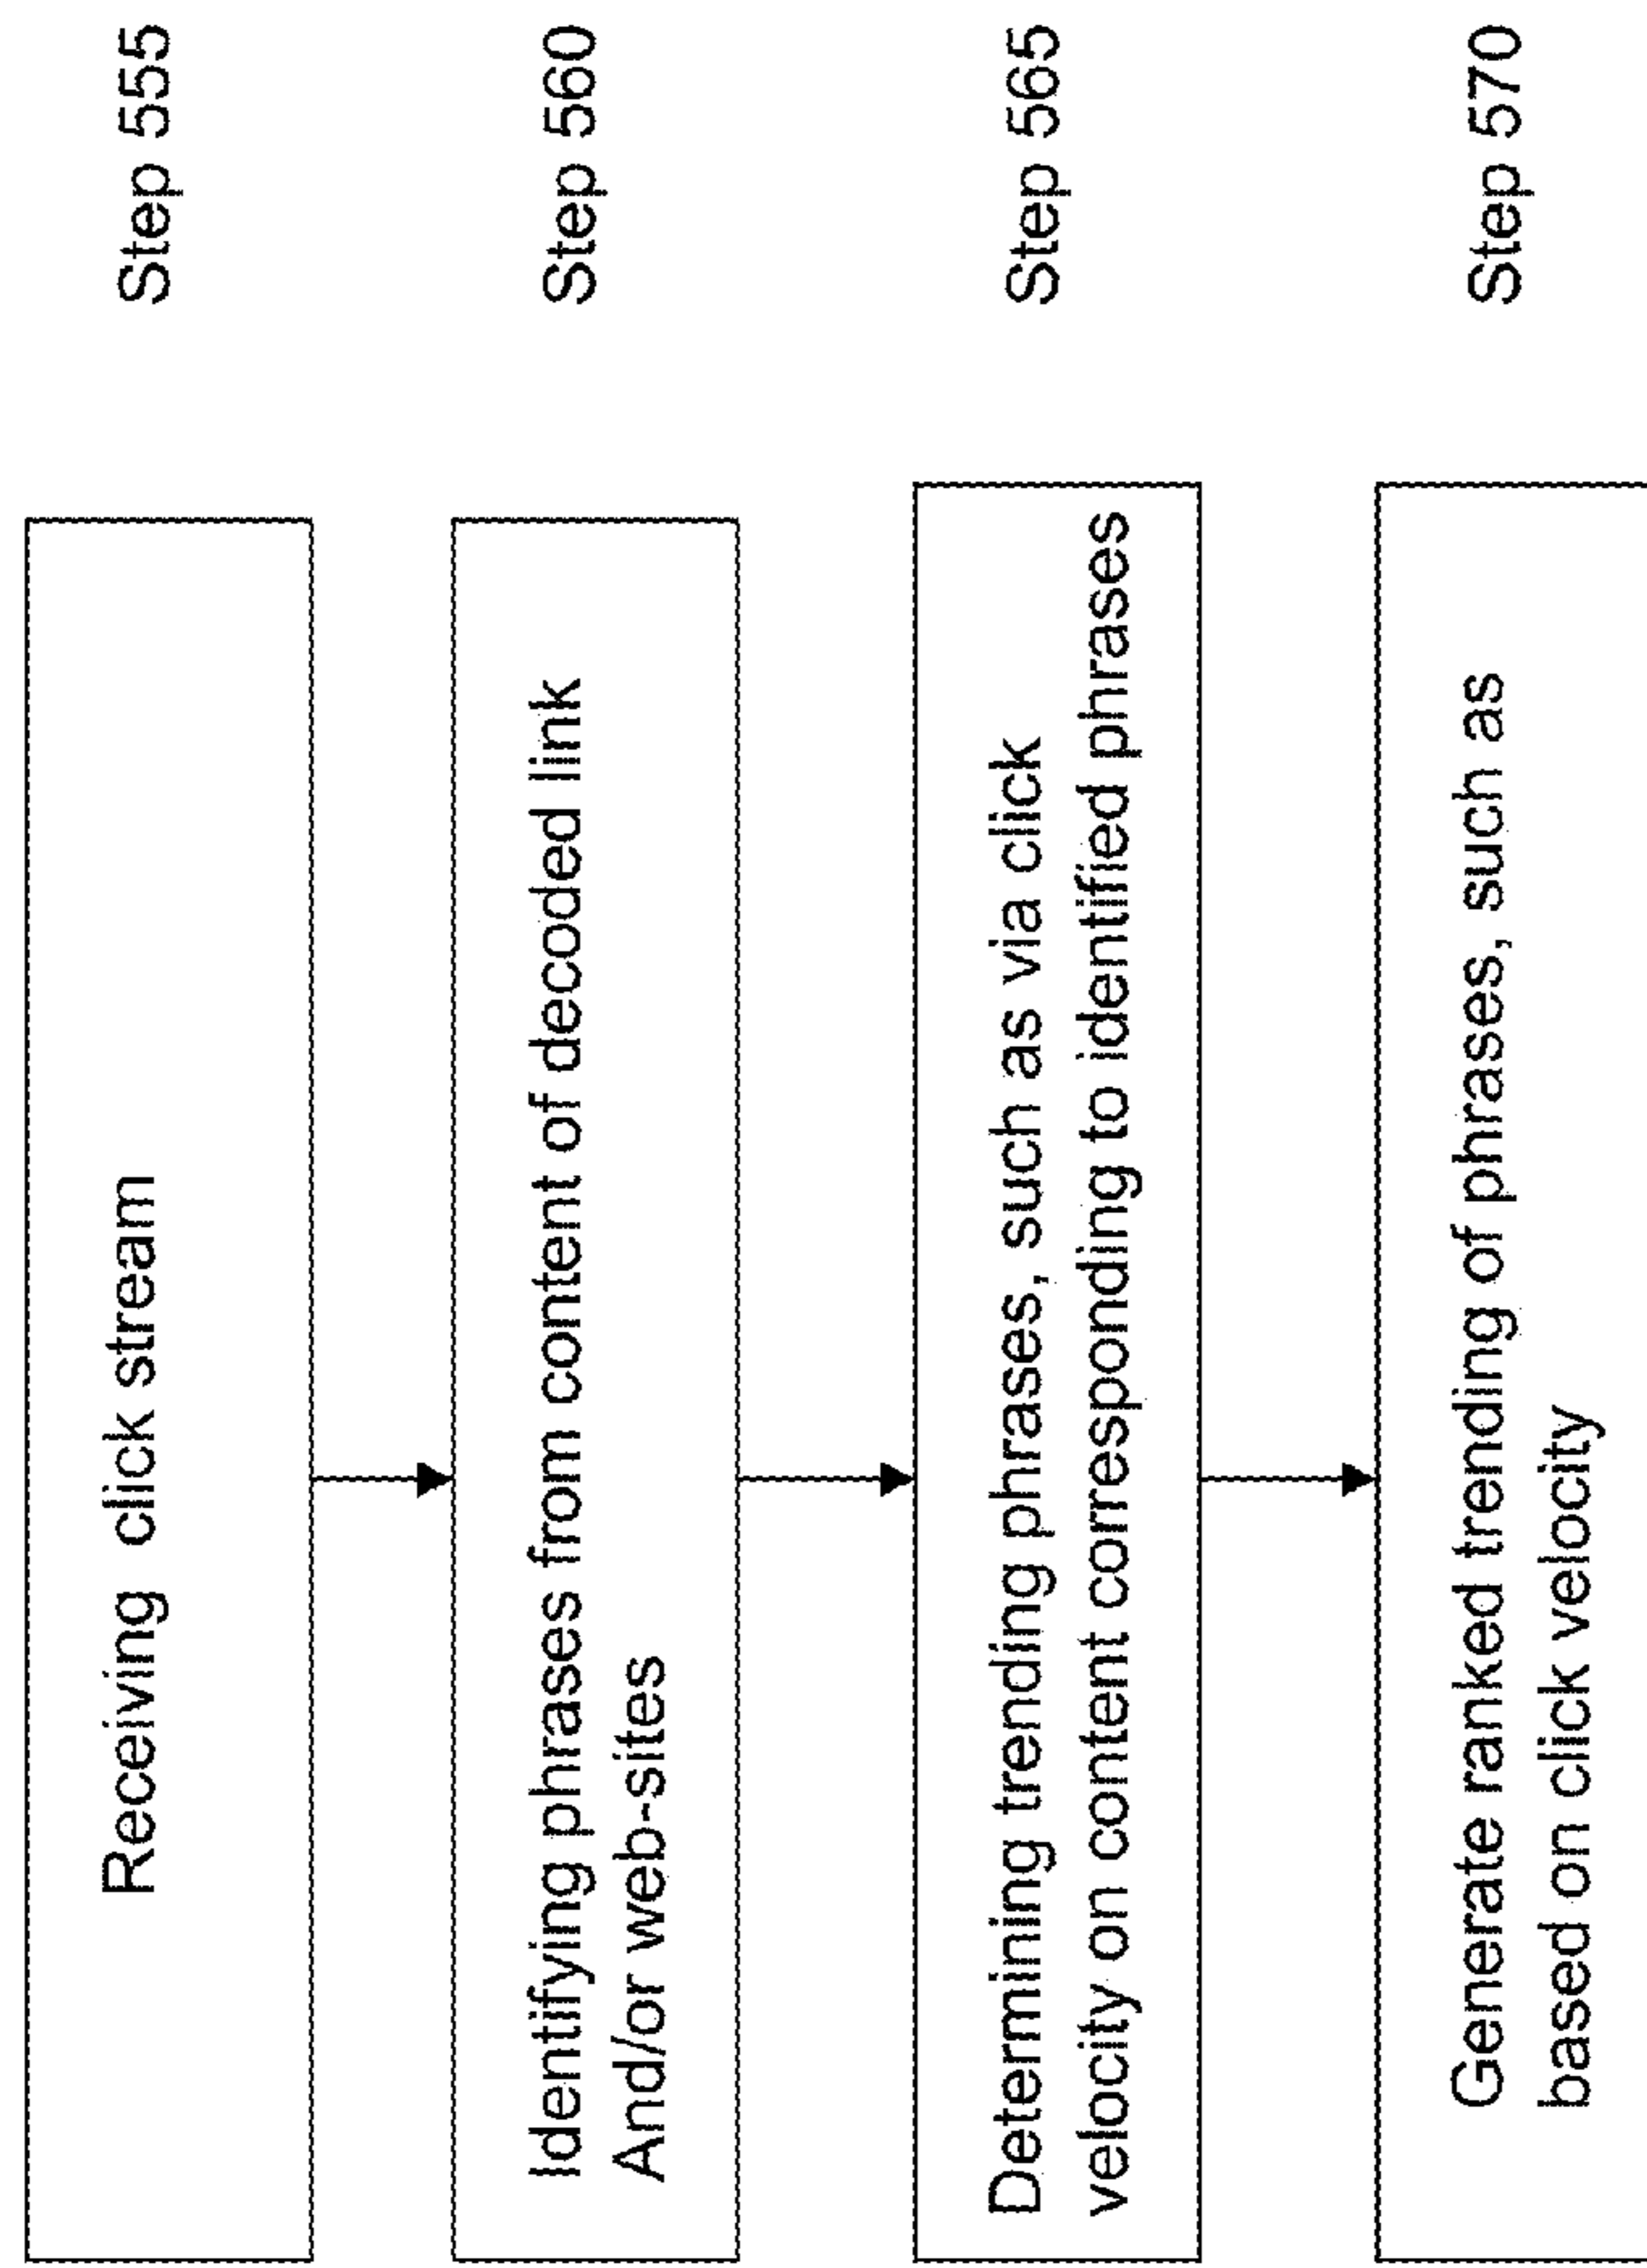 Receiving click stream
Step 555
Identifying phrases from content of decoded link
And/or web-sites
Step 560
Determining trending phrases, such as via click
velocity on content corresponding to identified phrases
Step 565
Generate ranked trending of phrases, such as
based on click velocity
Step 570